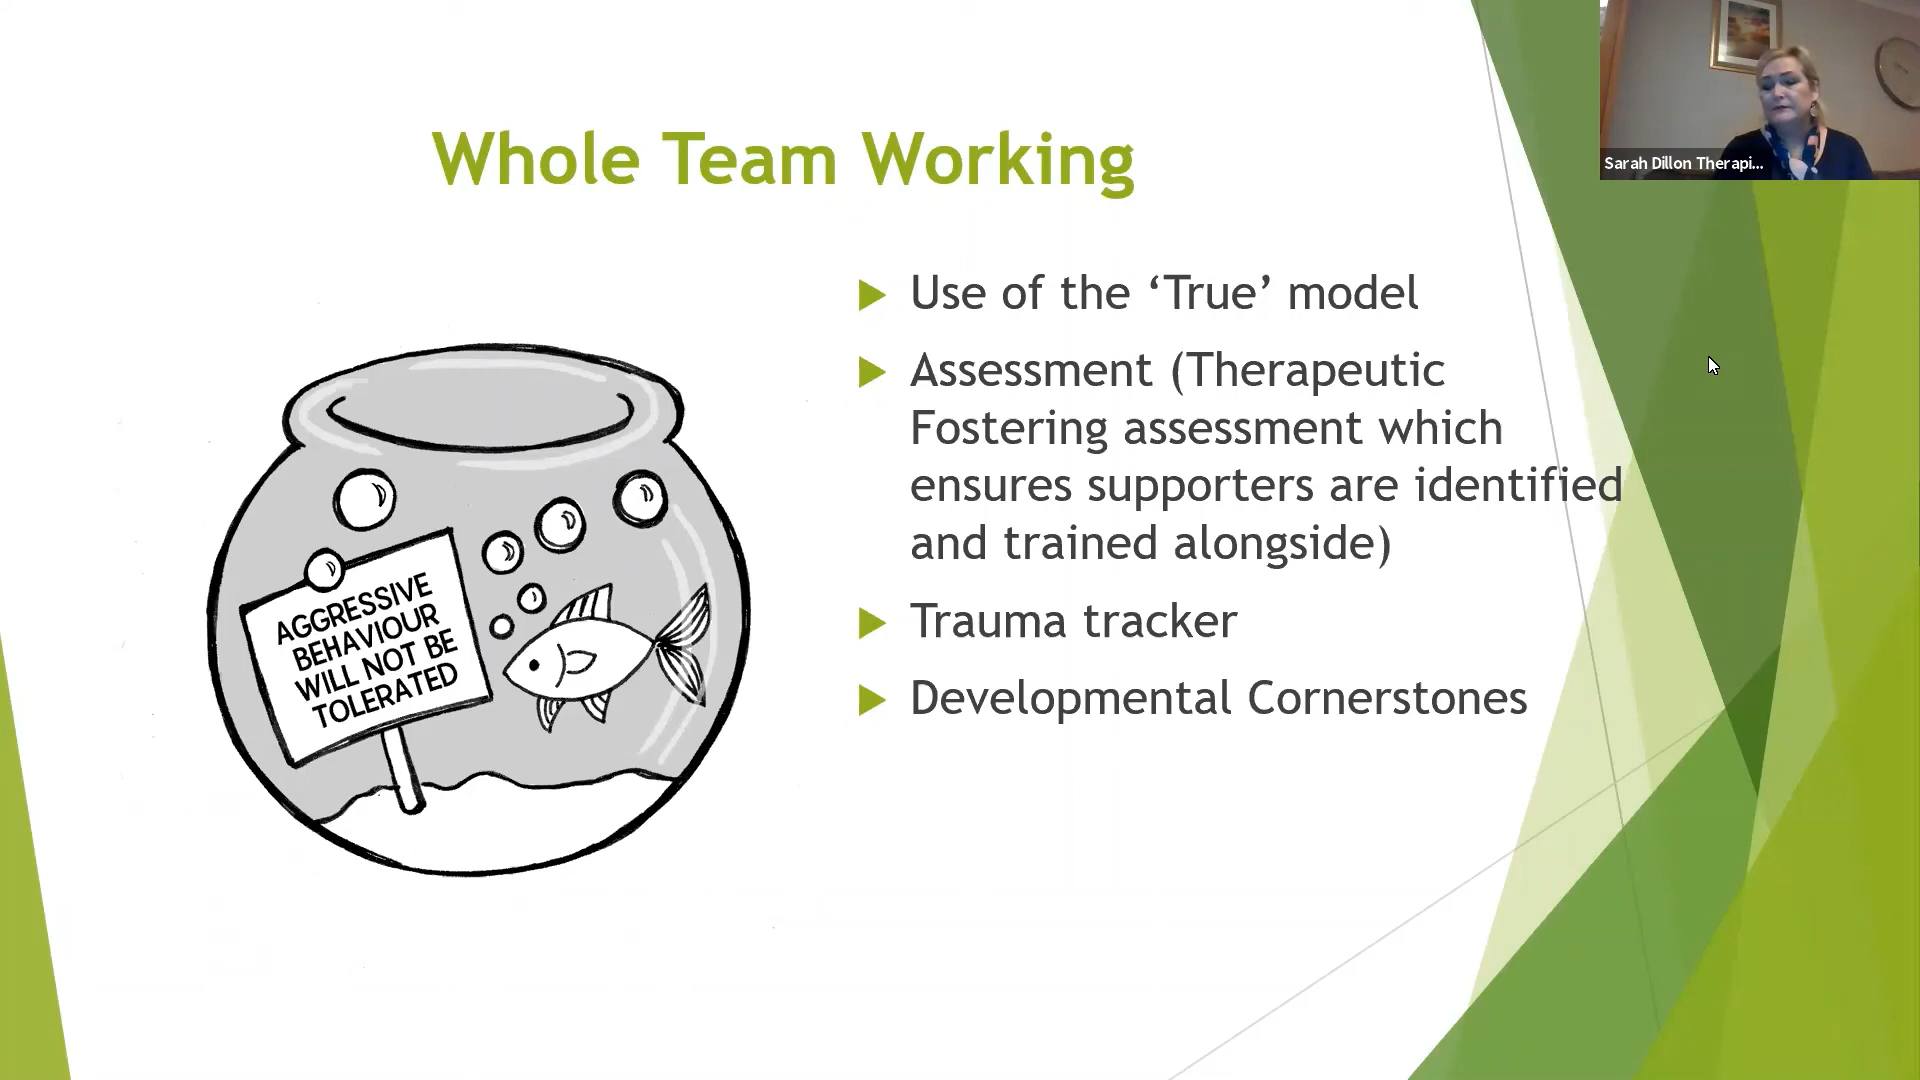 Sarah Dillon Therapi...
Whole Team Working
Use of the ‘True’ model
Assessment (Therapeutic
Fostering assessment which
ensures supporters are identified
and trained alongside)
Trauma tracker
Developmental Cornerstones
AGGRESSIVE
BEHAVIOUR
WILL NOT BE
TOLERATED